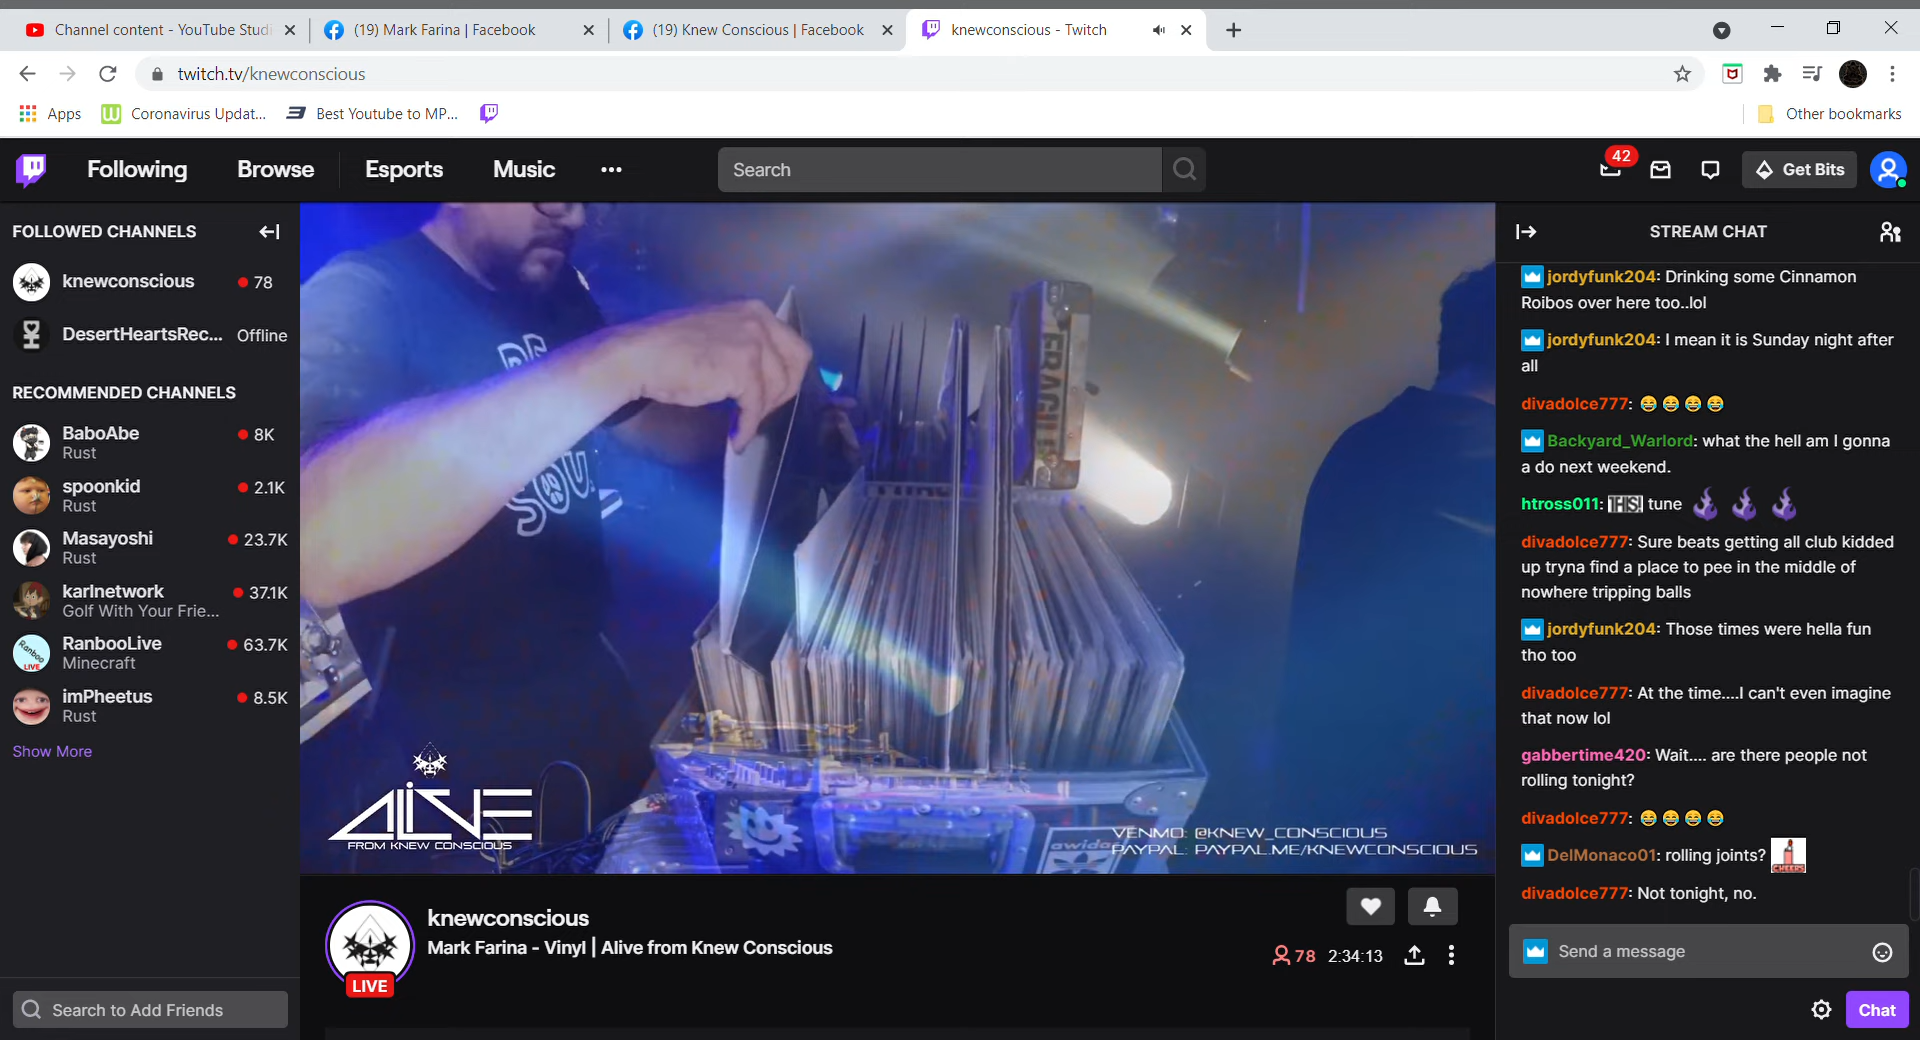 Channel content - YouTube Studi
(19) Mark Farina | Facebook
(19) Knew Conscious | Facebook
knewconscious - Twitch
twitch.tv/knewconscious
Apps
Coronavirus Updat...
Best Youtube to MP...
Other bookmarks
Following
Browse
Esports
Music
Search
42
Get Bits
FOLLOWED CHANNELS
knewconscious
78
DesertHeartsRec...
Offline
RECOMMENDED CHANNELS
BaboAbe
8K
Rust
spoonkid
2.1K
Rust
Masayoshi
23.7K
Rust
karlnetwork
37.1K
Golf With Your Frie...
RanbooLive
63.7K
Minecraft
imPheetus
8.5K
Rust
Show More
Search to Add Friends
FRAGILE
SOU
ALIVE
FROM KNEW CONSCIOUS
awida
VENMO: @KNEW_CONSCIOUS
PAYPAL: PAYPAL.ME/KNEWCONSCIOUS
LIVE
knewconscious
Mark Farina - Vinyl | Alive from Knew Conscious
78
2:34:13
STREAM CHAT
jordyfunk204: Drinking some Cinnamon
Roibos over here too..lol
jordyfunk204: I mean it is Sunday night after
all
divadolce777: 😂 😂 😂 😂
Backyard_Warlord: what the hell am I gonna
a do next weekend.
htross011: THIS! tune
divadolce777: Sure beats getting all club kidded
up tryna find a place to pee in the middle of
nowhere tripping balls
jordyfunk204: Those times were hella fun
tho too
divadolce777: At the time....I can't even imagine
that now lol
gabbertime420: Wait.... are there people not
rolling tonight?
divadolce777: 😂 😂 😂 😂
DelMonaco01: rolling joints? CHEERS
divadolce777: Not tonight, no.
Send a message
Chat